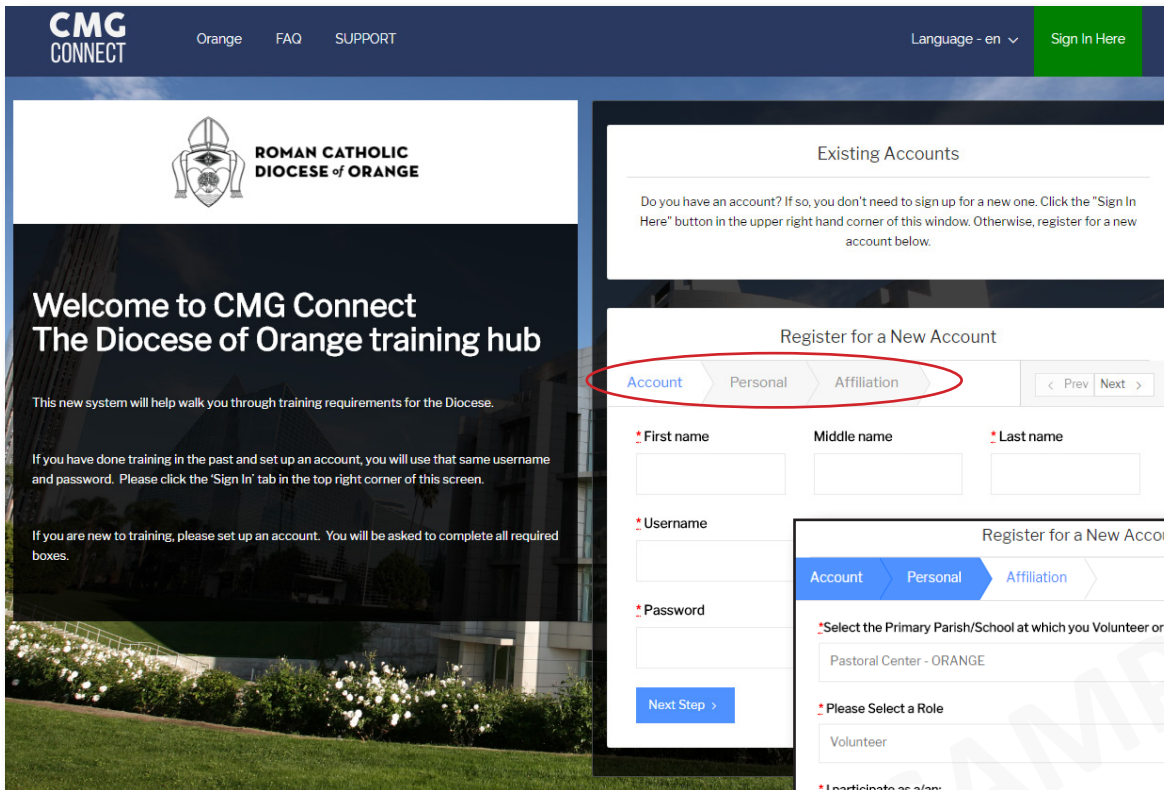 CMG
CONNECT
Orange
FAQ
SUPPORT
Language - en
Sign In Here
ROMAN CATHOLIC
DIOCESE of ORANGE
Welcome to CMG Connect
The Diocese of Orange training hub
This new system will help walk you through training requirements for the Diocese.
If you have done training in the past and set up an account, you will use that same username
and password. Please click the 'Sign In' tab in the top right corner of this screen.
If you are new to training, please set up an account. You will be asked to complete all required
boxes.
Existing Accounts
Do you have an account? If so, you don't need to sign up for a new one. Click the "Sign In
Here" button in the upper right hand corner of this window. Otherwise, register for a new
account below.
Register for a New Account
Account
Personal
Affiliation
< Prev
Next >
* First name
Middle name
* Last name
* Username
* Password
Next Step >
Register for a New Accou
Account
Personal
Affiliation
*Select the Primary Parish/School at which you Volunteer or
Pastoral Center - ORANGE
* Please Select a Role
Volunteer
* I participate as a/an: